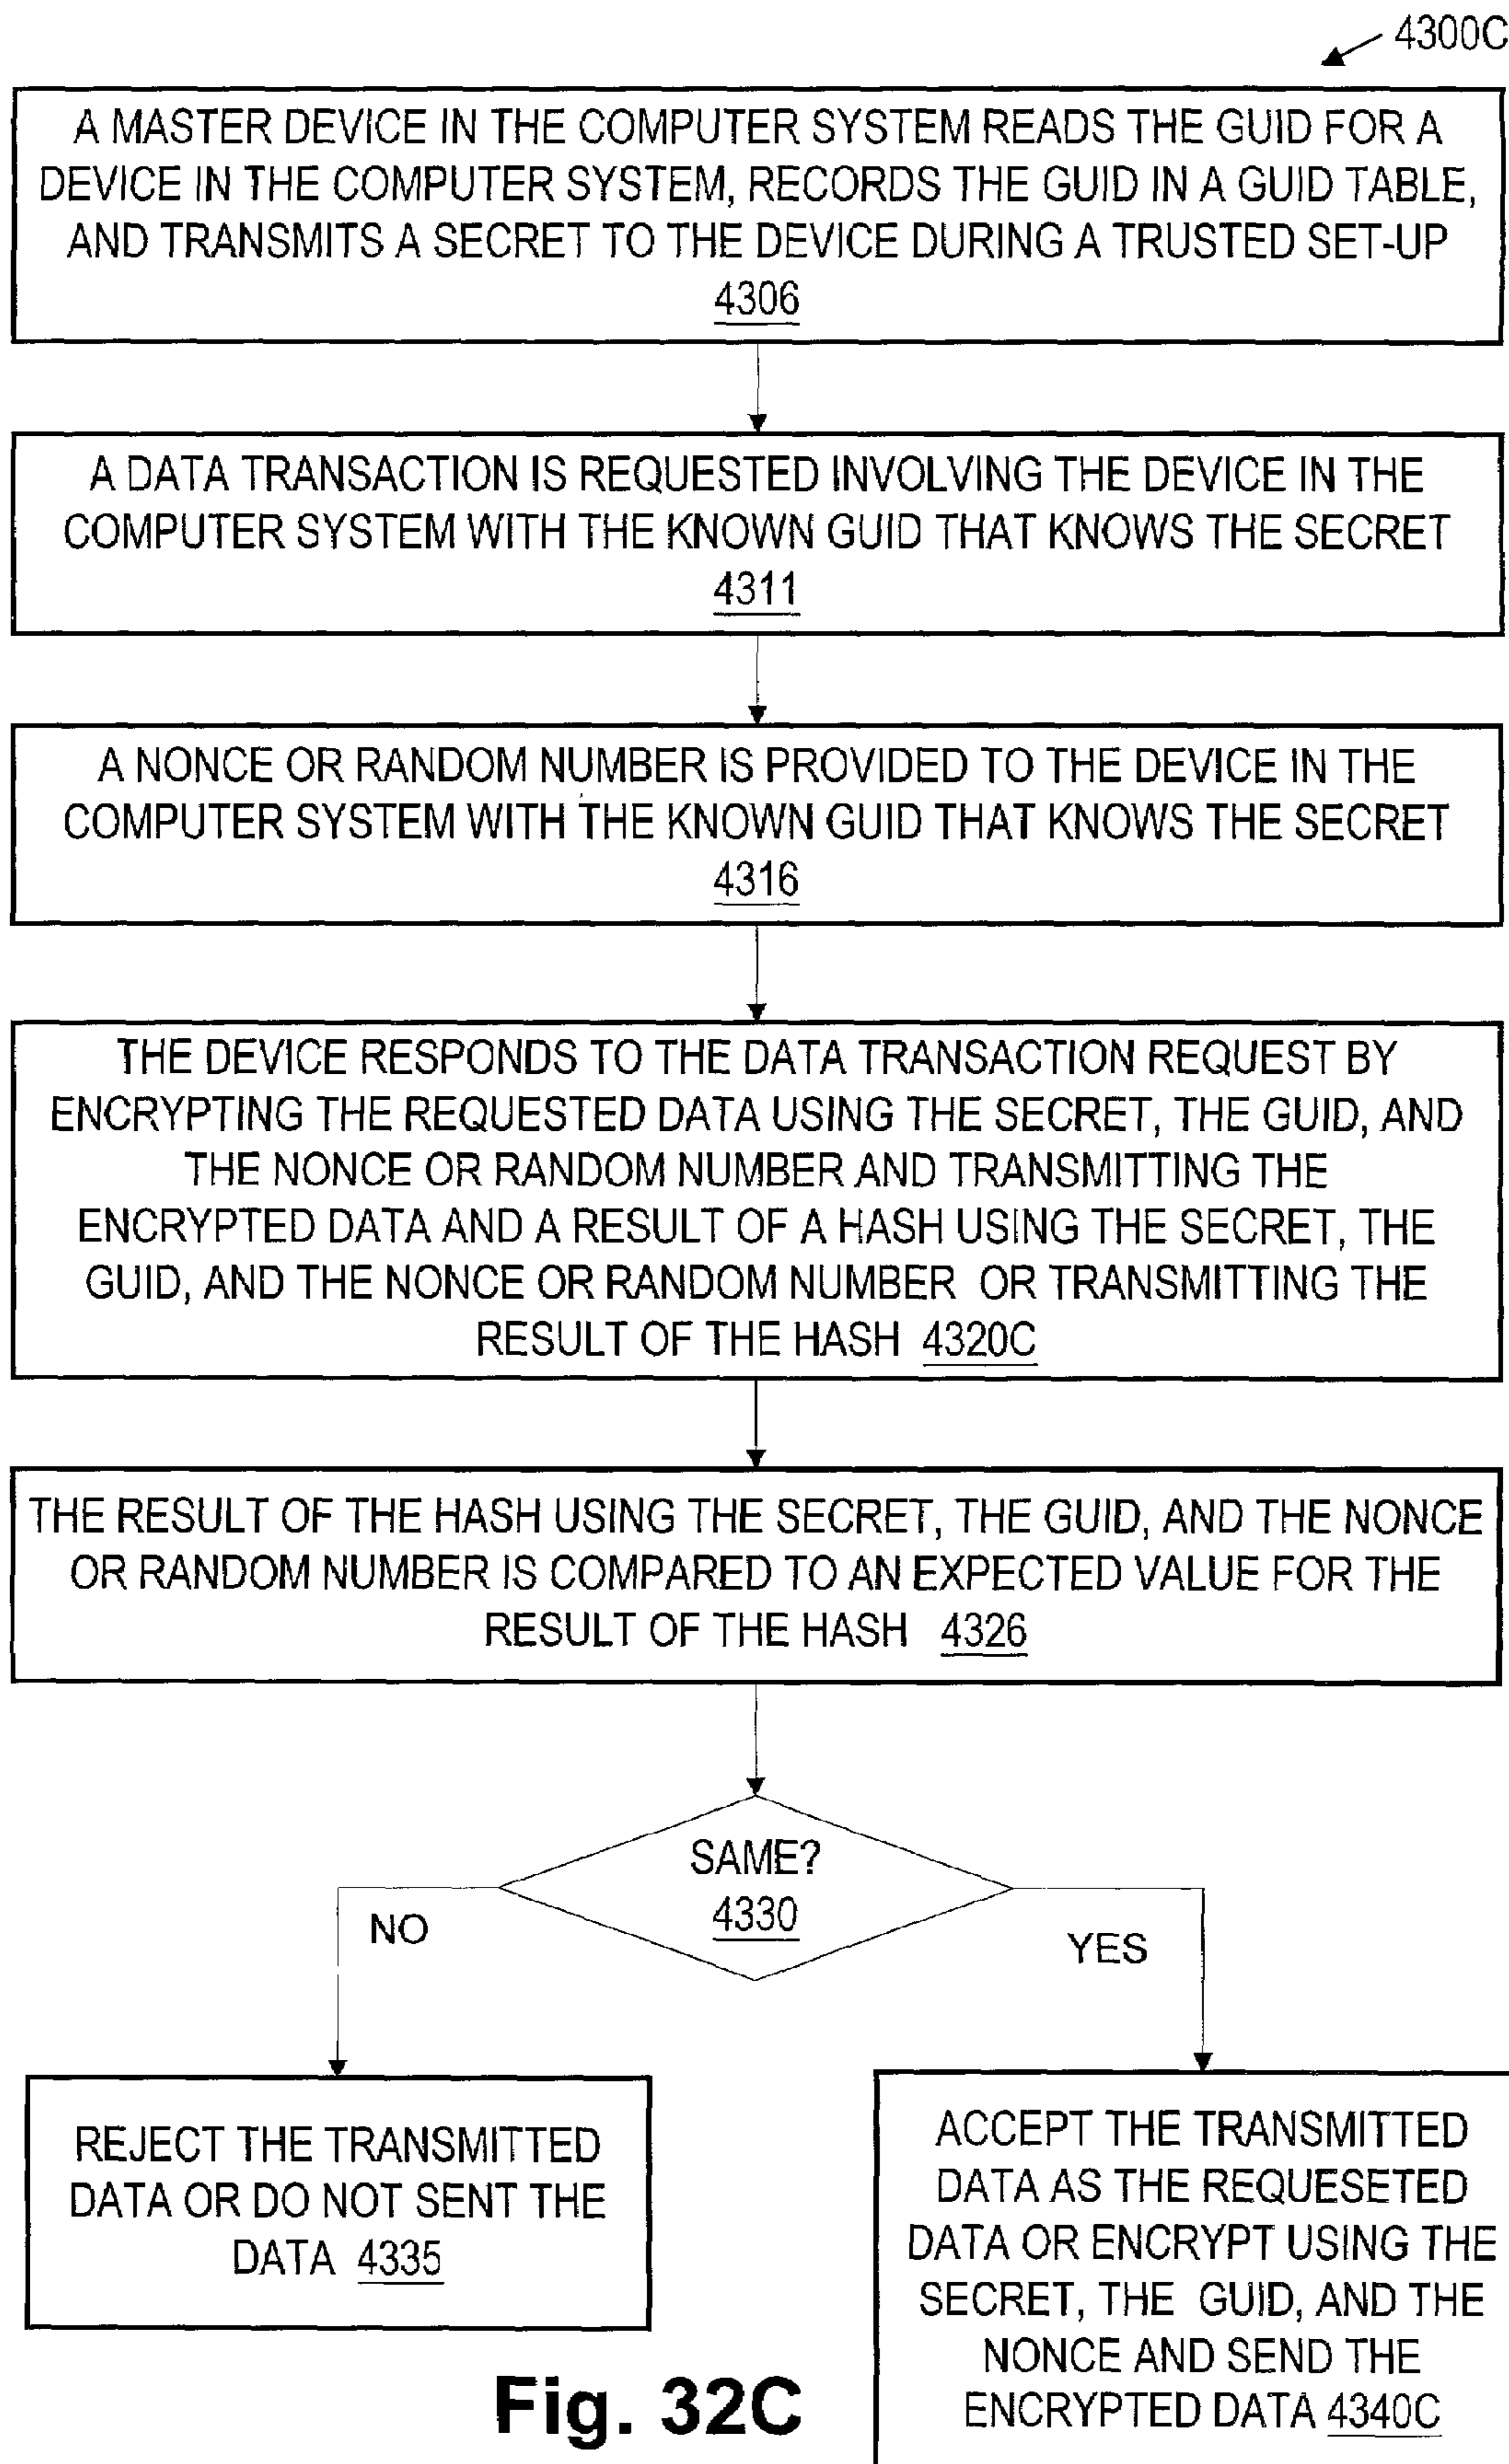 4300C
A MASTER DEVICE IN THE COMPUTER SYSTEM READS THE GUID FOR A
DEVICE IN THE COMPUTER SYSTEM, RECORDS THE GUID IN A GUID TABLE,
AND TRANSMITS A SECRET TO THE DEVICE DURING A TRUSTED SET-UP
4306
A DATA TRANSACTION IS REQUESTED INVOLVING THE DEVICE IN THE
COMPUTER SYSTEM WITH THE KNOWN GUID THAT KNOWS THE SECRET
4311
A NONCE OR RANDOM NUMBER IS PROVIDED TO THE DEVICE IN THE
COMPUTER SYSTEM WITH THE KNOWN GUID THAT KNOWS THE SECRET
4316
THE DEVICE RESPONDS TO THE DATA TRANSACTION REQUEST BY
ENCRYPTING THE REQUESTED DATA USING THE SECRET, THE GUID, AND
THE NONCE OR RANDOM NUMBER AND TRANSMITTING THE
ENCRYPTED DATA AND A RESULT OF A HASH USING THE SECRET, THE
GUID, AND THE NONCE OR RANDOM NUMBER OR TRANSMITTING THE
RESULT OF THE HASH 4320C
THE RESULT OF THE HASH USING THE SECRET, THE GUID, AND THE NONCE
OR RANDOM NUMBER IS COMPARED TO AN EXPECTED VALUE FOR THE
RESULT OF THE HASH 4326
SAME?
4330
NO
YES
REJECT THE TRANSMITTED
DATA OR DO NOT SENT THE
DATA 4335
ACCEPT THE TRANSMITTED
DATA AS THE REQUESETED
DATA OR ENCRYPT USING THE
SECRET, THE GUID, AND THE
NONCE AND SEND THE
ENCRYPTED DATA 4340C
Fig. 32C